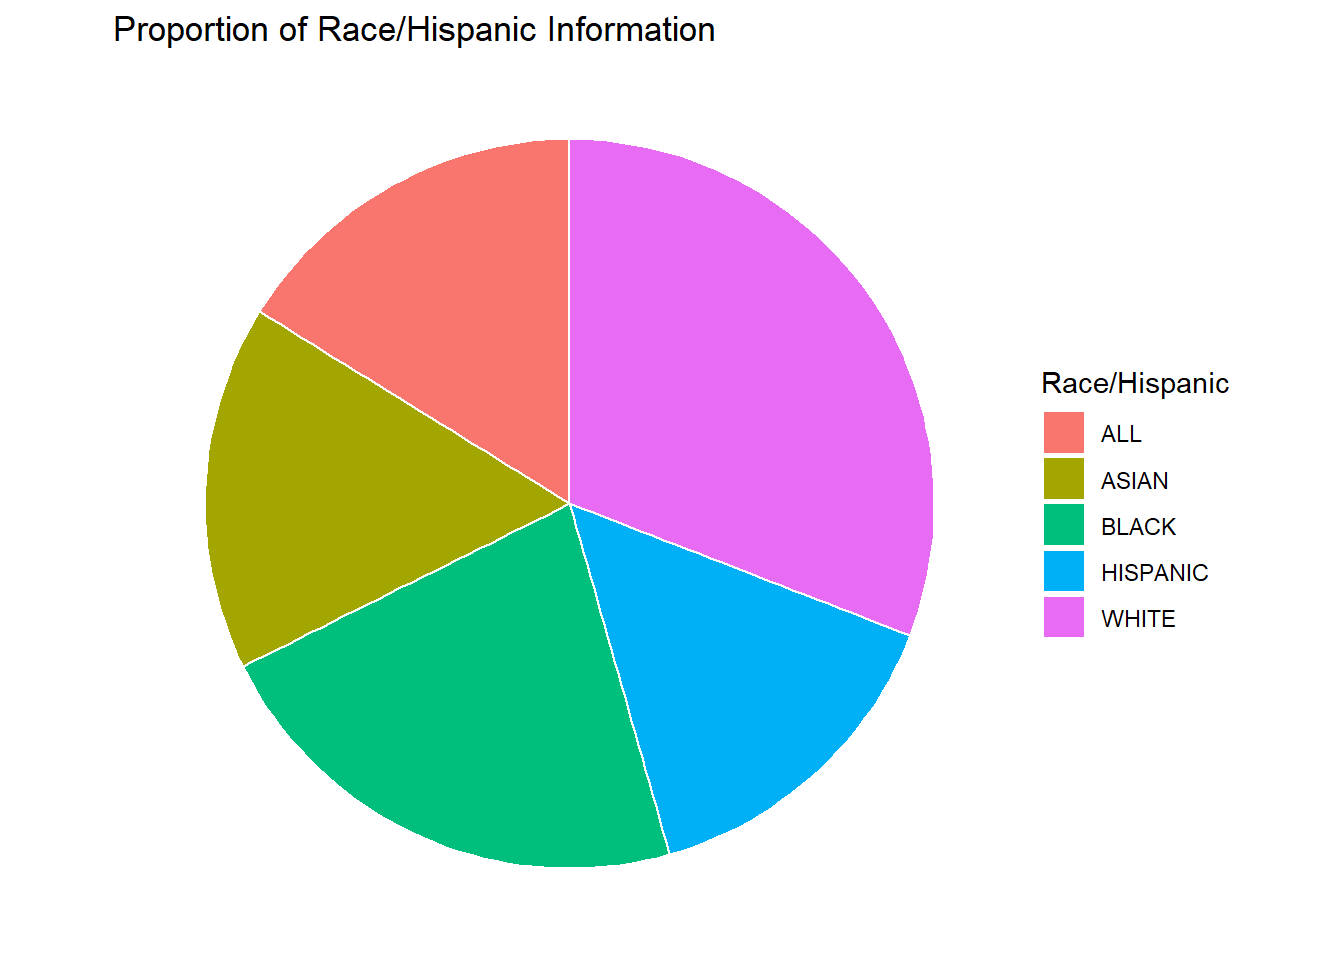 Proportion of Race/Hispanic Information
Race/Hispanic
ALL
ASIAN
BLACK
HISPANIC
WHITE